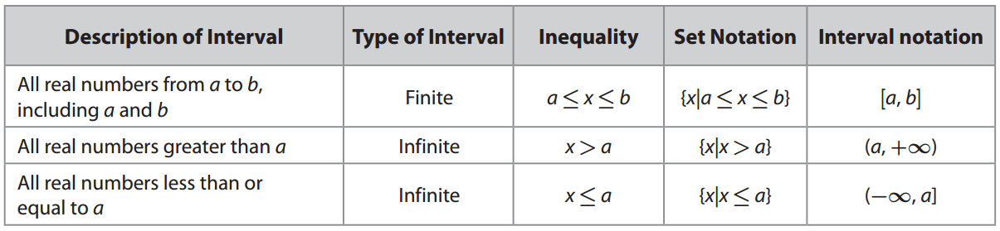 Description of Interval Type of Interval Inequality Set Notation Interval notation
All real numbers from a to b,
including a and b
Finite a ≤ x ≤ b {x|a ≤ x ≤ b} [a, b]
All real numbers greater than a Infinite x > a {x|x > a} (a, +∞)
All real numbers less than or
equal to a
Infinite x ≤ a {x|x ≤ a} (−∞, a]